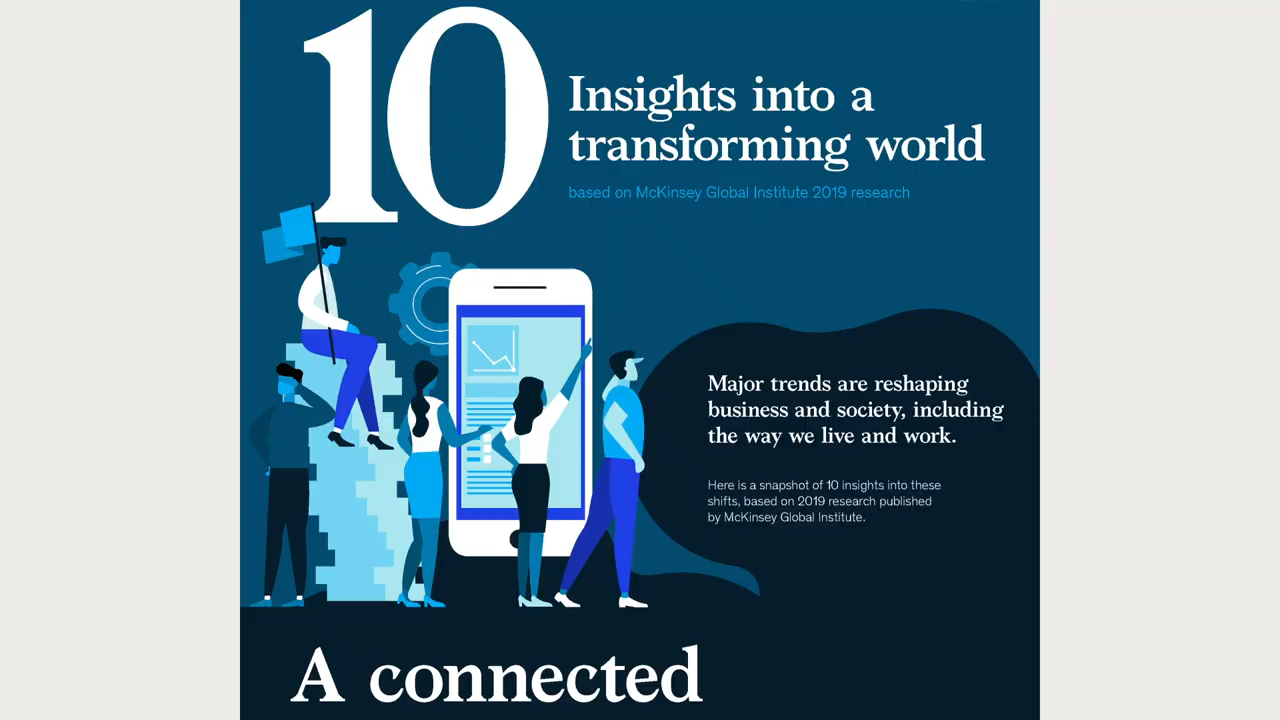 10
Insights into a
transforming world
based on McKinsey Global Institute 2019 research
Major trends are reshaping
business and society, including
the way we live and work.
Here is a snapshot of 10 insights into these
shifts, based on 2019 research published
by McKinsey Global Institute.
A connected